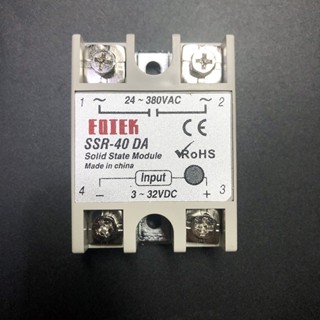 1 ~ ~ 2
24 ~ 380VAC
FOTEK
SSR-40 DA CE
Solid State Module
Made in china RoHS
4 Input 3
− 3 ~ 32VDC +